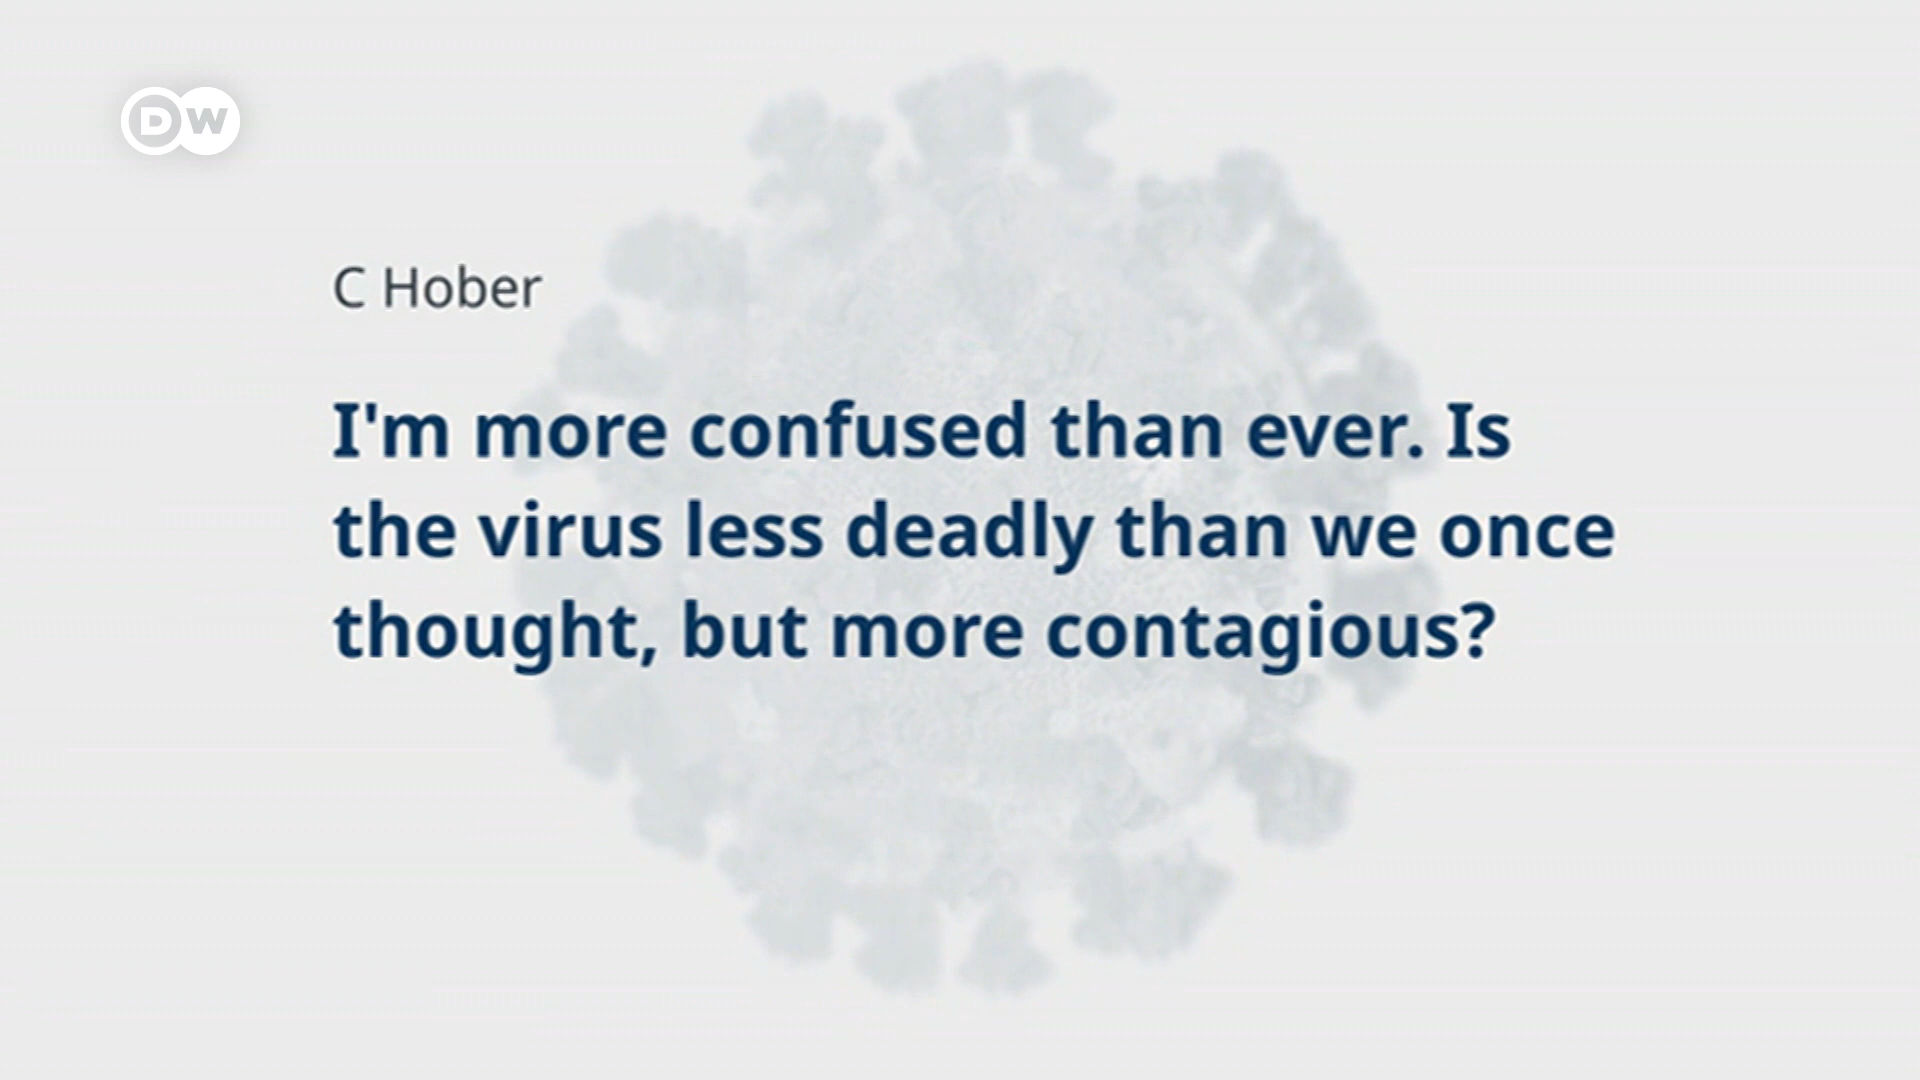 DW
C Hober
I'm more confused than ever. Is
the virus less deadly than we once
thought, but more contagious?